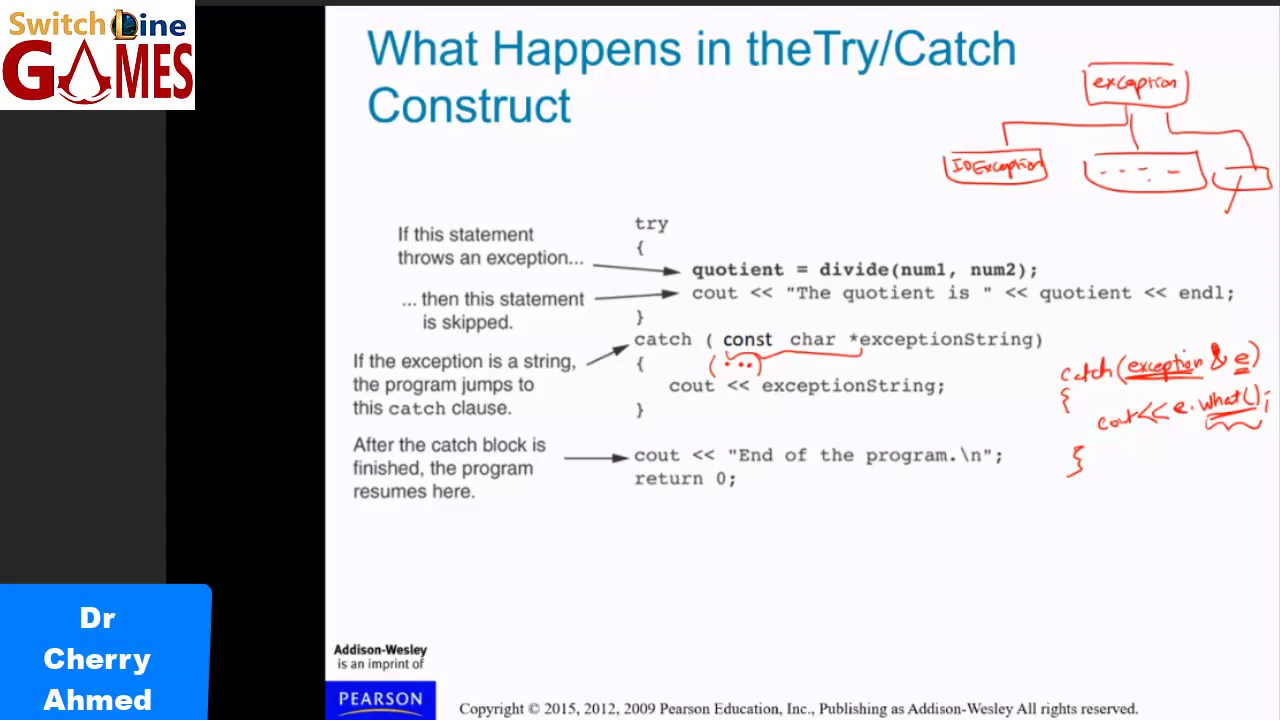 Switch Line
GAMES
What Happens in theTry/Catch
Construct
exception
IOException
- - - -
If this statement
throws an exception...
... then this statement
is skipped.
If the exception is a string,
the program jumps to
this catch clause.
After the catch block is
finished, the program
resumes here.
try
{
quotient = divide(num1, num2);
cout << "The quotient is " << quotient << endl;
}
catch ( const char *exceptionString)
(...)
{
cout << exceptionString;
}
cout << "End of the program.\n";
return 0;
catch(exception & e)
{
cout<< e.what();
}
Dr
Cherry
Ahmed
Addison-Wesley
is an imprint of
PEARSON
Copyright © 2015, 2012, 2009 Pearson Education, Inc., Publishing as Addison-Wesley All rights reserved.